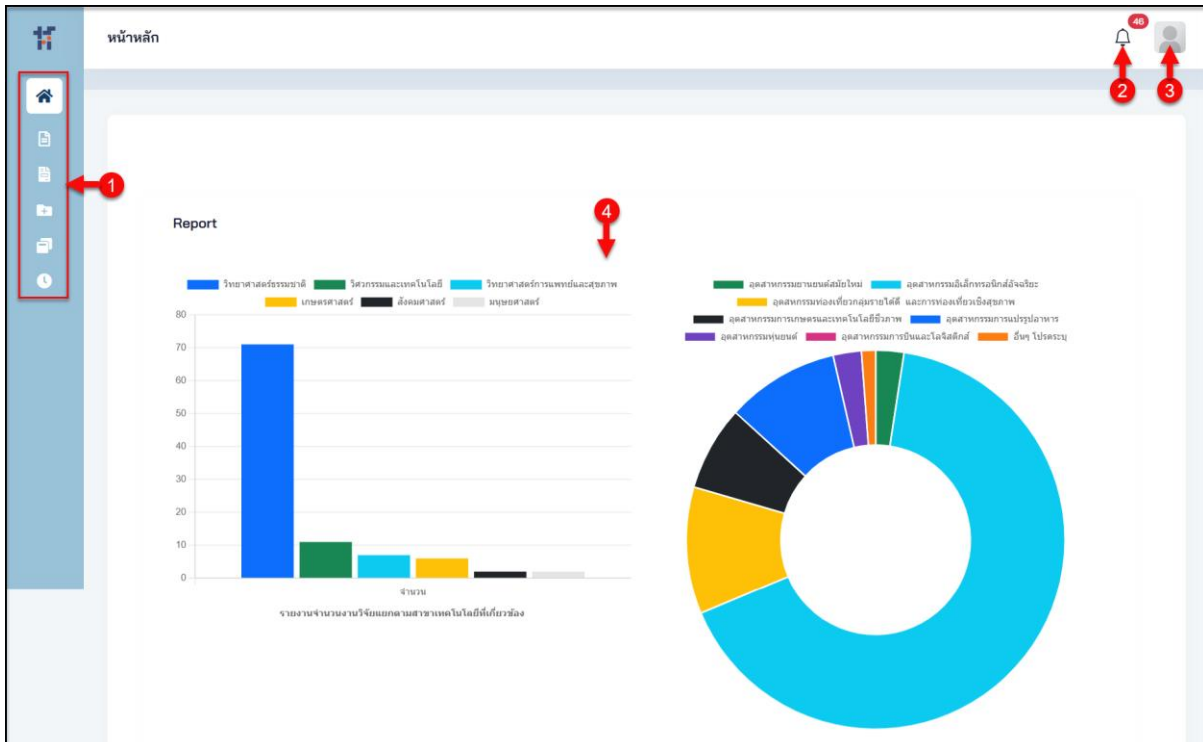 หน้าหลัก
46
2
3
1
4
Report
วิทยาศาสตร์ธรรมชาติ วิศวกรรมและเทคโนโลยี วิทยาศาสตร์การแพทย์และสุขภาพ
เกษตรศาสตร์ สังคมศาสตร์ มนุษยศาสตร์
80
70
60
50
40
30
20
10
0
จำนวน
รายงานจำนวนงานวิจัยแยกตามสาขาเทคโนโลยีที่เกี่ยวข้อง
อุตสาหกรรมยานยนต์สมัยใหม่ อุตสาหกรรมอิเล็กทรอนิกส์อัจฉริยะ
อุตสหกรรมท่องเที่ยวกลุ่มรายได้ดี และการท่องเที่ยวเชิงสุขภาพ
อุตสาหกรรมการเกษตรและเทคโนโลยีชีวภาพ อุตสาหกรรมการแปรรูปอาหาร
อุตสาหกรรมหุ่นยนต์ อุตสาหกรรมการบินและโลจิสติกส์ อื่นๆ โปรดระบุ